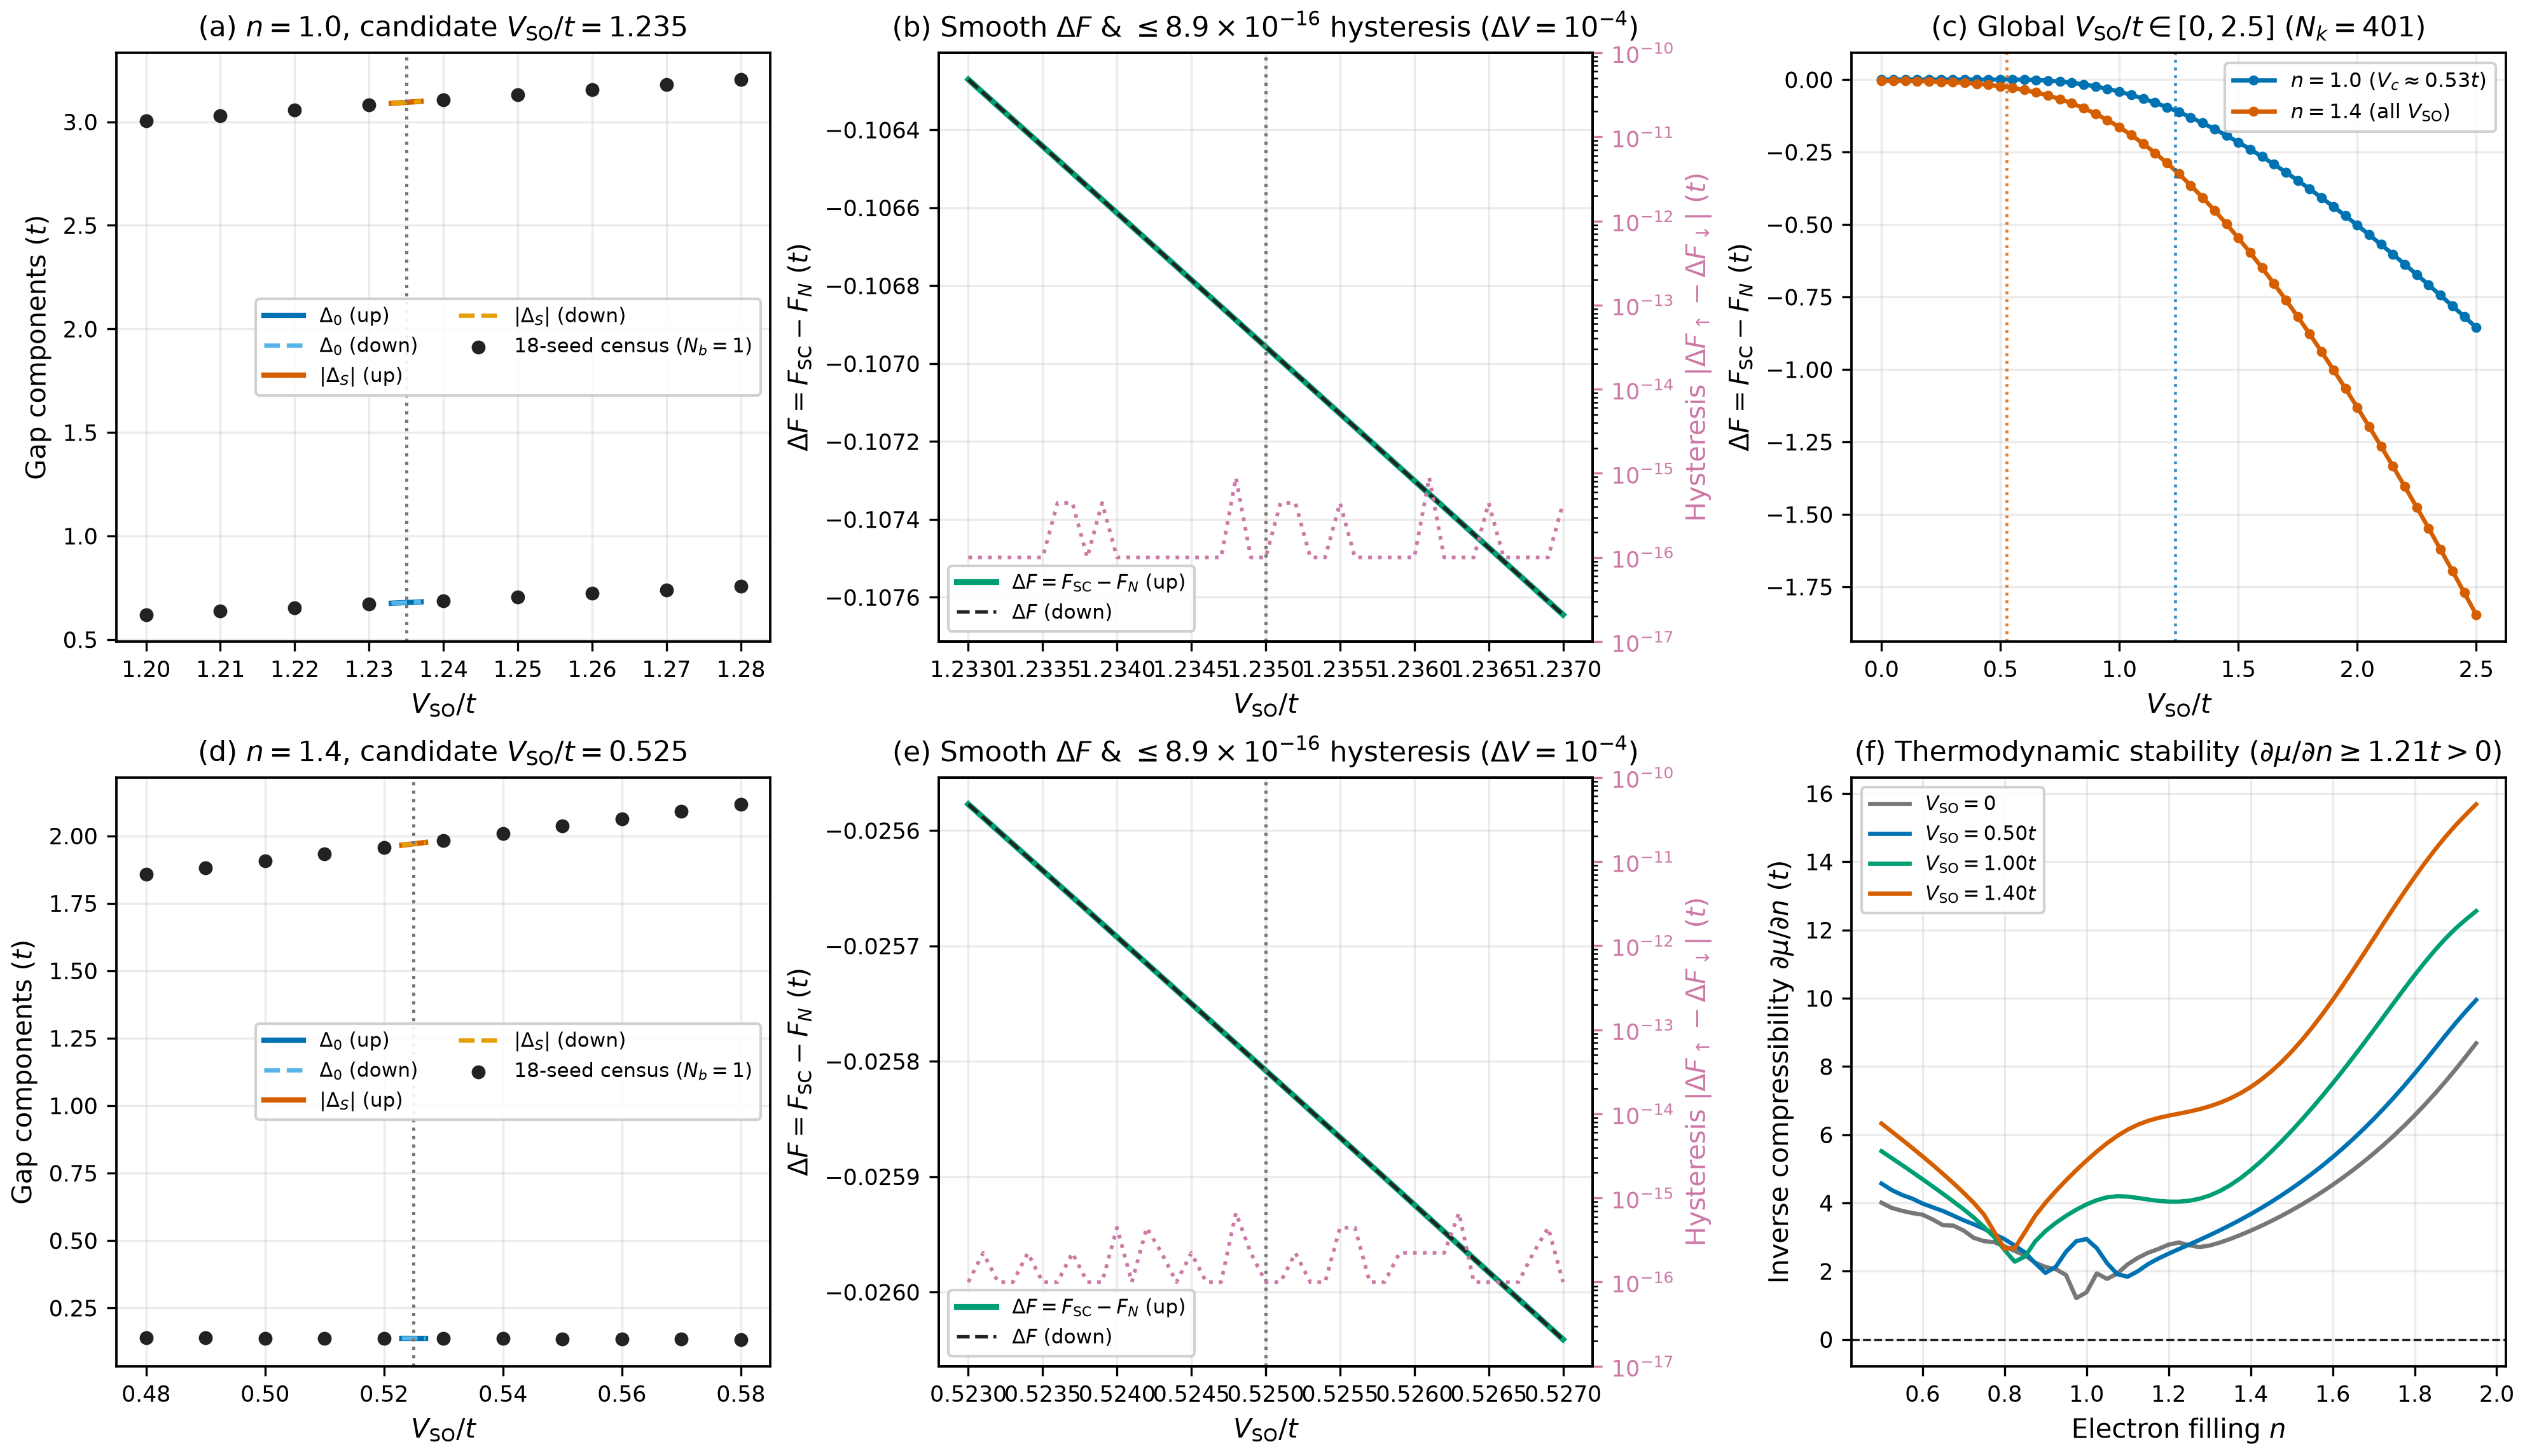 (a) n = 1.0, candidate V_SO/t = 1.235
Gap components (t)
3.0
2.5
2.0
1.5
1.0
0.5
Δ₀ (up)
Δ₀ (down)
|Δ_S| (up)
|Δ_S| (down)
18-seed census (N_b = 1)
1.20 1.21 1.22 1.23 1.24 1.25 1.26 1.27 1.28
V_SO/t
(b) Smooth ΔF & ≤ 8.9 × 10⁻¹⁶ hysteresis (ΔV = 10⁻⁴)
ΔF = F_SC − F_N (t)
−0.1064
−0.1066
−0.1068
−0.1070
−0.1072
−0.1074
−0.1076
ΔF = F_SC − F_N (up)
ΔF (down)
1.2330 1.2335 1.2340 1.2345 1.2350 1.2355 1.2360 1.2365 1.2370
V_SO/t
10⁻¹⁰
10⁻¹¹
10⁻¹²
10⁻¹³
10⁻¹⁴
10⁻¹⁵
10⁻¹⁶
10⁻¹⁷
Hysteresis |ΔF↑ − ΔF↓| (t)
(c) Global V_SO/t ∈ [0, 2.5] (N_k = 401)
ΔF = F_SC − F_N (t)
0.00
−0.25
−0.50
−0.75
−1.00
−1.25
−1.50
−1.75
n = 1.0 (V_c ≈ 0.53t)
n = 1.4 (all V_SO)
0.0 0.5 1.0 1.5 2.0 2.5
V_SO/t
(d) n = 1.4, candidate V_SO/t = 0.525
Gap components (t)
2.00
1.75
1.50
1.25
1.00
0.75
0.50
0.25
Δ₀ (up)
Δ₀ (down)
|Δ_S| (up)
|Δ_S| (down)
18-seed census (N_b = 1)
0.48 0.50 0.52 0.54 0.56 0.58
V_SO/t
(e) Smooth ΔF & ≤ 8.9 × 10⁻¹⁶ hysteresis (ΔV = 10⁻⁴)
ΔF = F_SC − F_N (t)
−0.0256
−0.0257
−0.0258
−0.0259
−0.0260
ΔF = F_SC − F_N (up)
ΔF (down)
0.5230 0.5235 0.5240 0.5245 0.5250 0.5255 0.5260 0.5265 0.5270
V_SO/t
10⁻¹⁰
10⁻¹¹
10⁻¹²
10⁻¹³
10⁻¹⁴
10⁻¹⁵
10⁻¹⁶
10⁻¹⁷
Hysteresis |ΔF↑ − ΔF↓| (t)
(f) Thermodynamic stability (∂μ/∂n ≥ 1.21t > 0)
Inverse compressibility ∂μ/∂n (t)
16
14
12
10
8
6
4
2
0
V_SO = 0
V_SO = 0.50t
V_SO = 1.00t
V_SO = 1.40t
0.6 0.8 1.0 1.2 1.4 1.6 1.8 2.0
Electron filling n